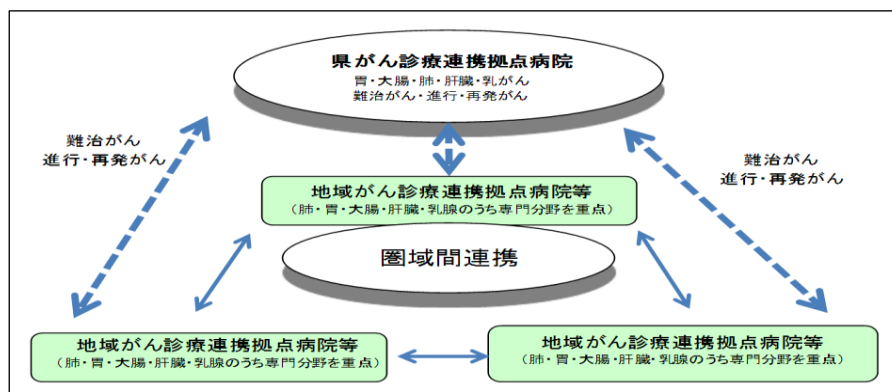 県がん診療連携拠点病院
胃・大腸・肺・肝臓・乳がん
難治がん・進行・再発がん
難治がん
進行・再発がん
難治がん
進行・再発がん
地域がん診療連携拠点病院等
（肺・胃・大腸・肝臓・乳腺のうち専門分野を重点）
圏域間連携
地域がん診療連携拠点病院等
（肺・胃・大腸・肝臓・乳腺のうち専門分野を重点）
地域がん診療連携拠点病院等
（肺・胃・大腸・肝臓・乳腺のうち専門分野を重点）